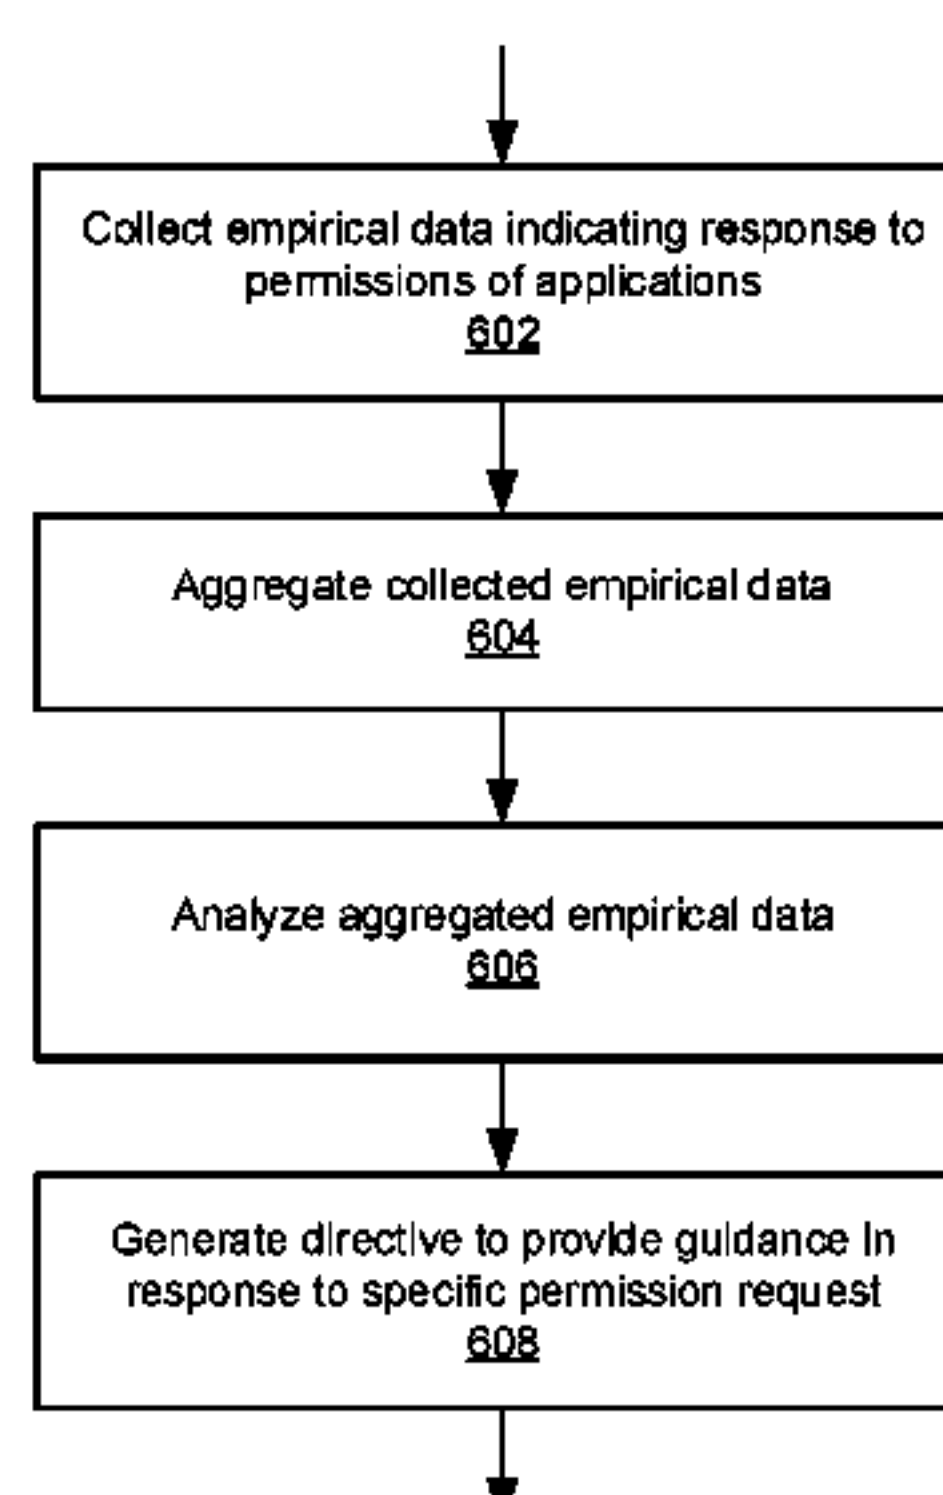 Collect empirical data indicating response to
permissions of applications
602
Aggregate collected empirical data
604
Analyze aggregated empirical data
606
Generate directive to provide guidance in
response to specific permission request
608